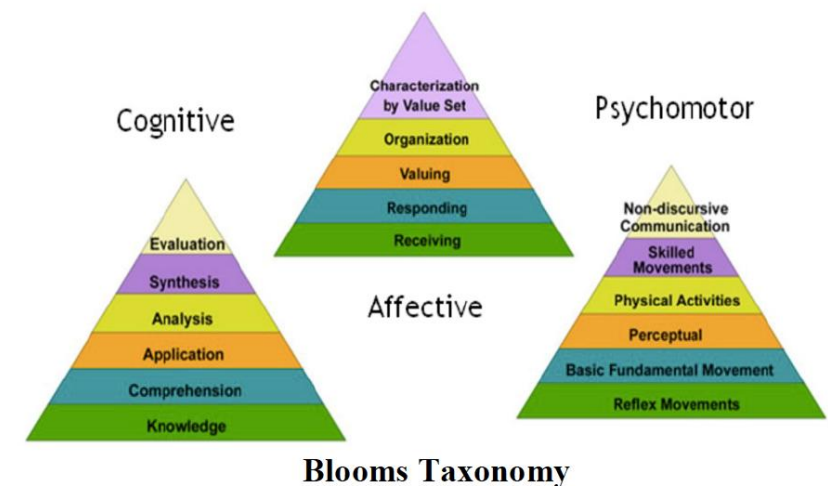 Cognitive
Evaluation
Synthesis
Analysis
Application
Comprehension
Knowledge
Characterization
by Value Set
Organization
Valuing
Responding
Receiving
Affective
Psychomotor
Non-discursive
Communication
Skilled
Movements
Physical Activities
Perceptual
Basic Fundamental Movement
Reflex Movements
Blooms Taxonomy